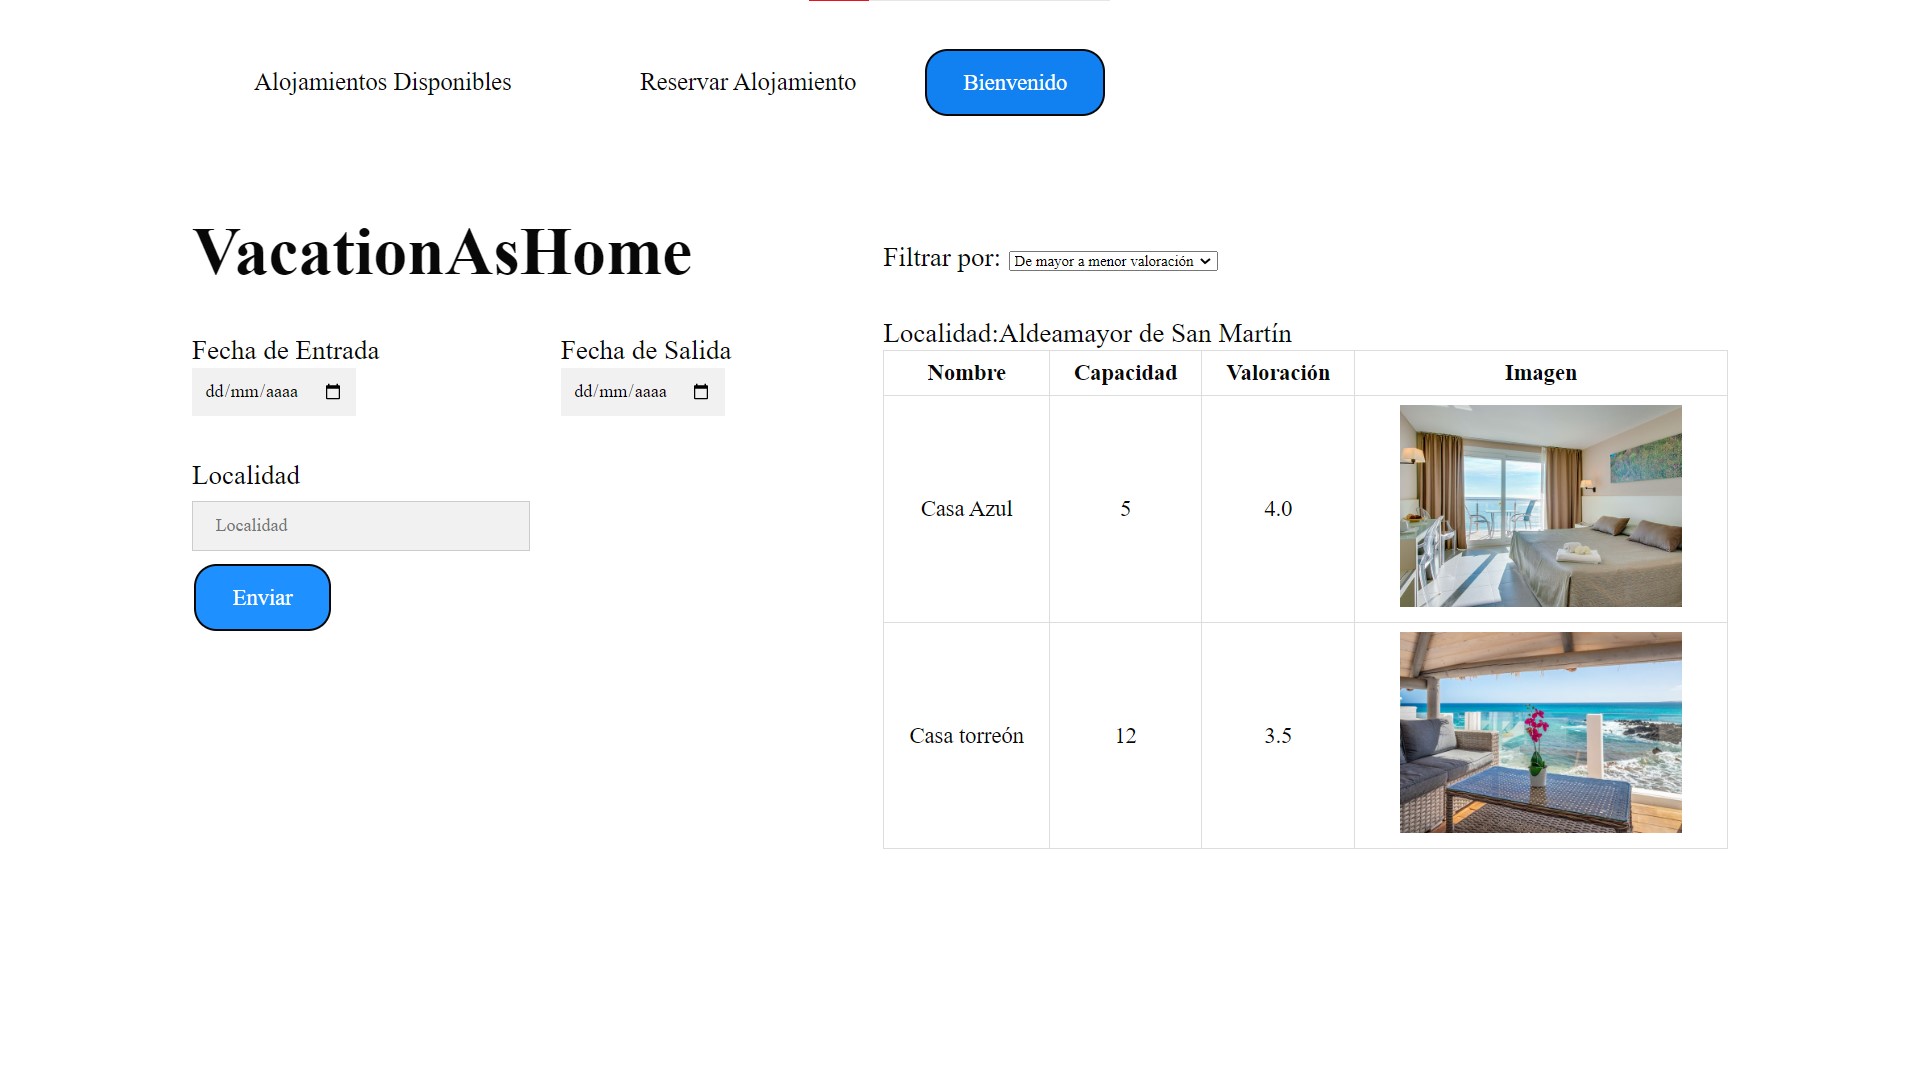 Alojamientos Disponibles
Reservar Alojamiento
Bienvenido
VacationAsHome
Fecha de Entrada
Fecha de Salida
dd/mm/aaaa
dd/mm/aaaa
Localidad
Localidad
Enviar
Filtrar por: De mayor a menor valoración
Localidad:Aldeamayor de San Martín
Nombre Capacidad Valoración Imagen
Casa Azul 5 4.0
Casa torreón 12 3.5